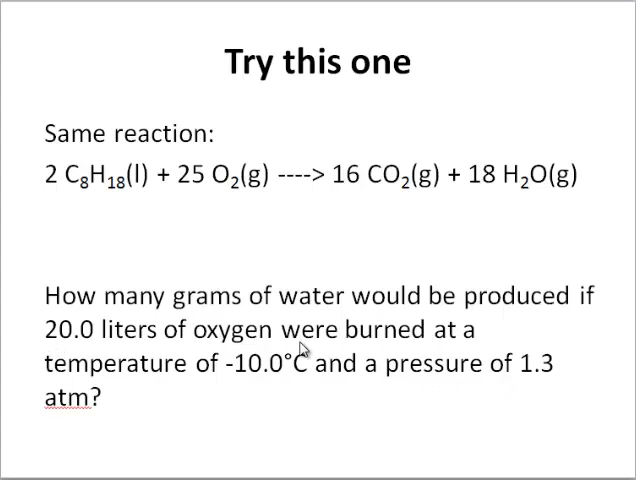 Try this one
Same reaction:
2 C₈H₁₈(l) + 25 O₂(g) ----> 16 CO₂(g) + 18 H₂O(g)
How many grams of water would be produced if
20.0 liters of oxygen were burned at a
temperature of -10.0°C and a pressure of 1.3
atm?